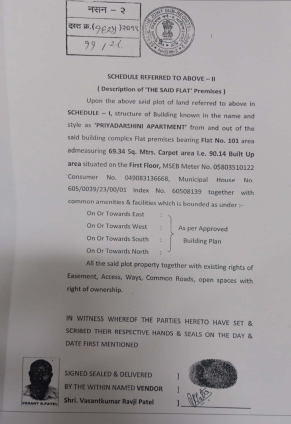 नसन - २
दस्त क्र.( /२०११
११ / २८
SCHEDULE REFERRED TO ABOVE – II
( Description of 'THE SAID FLAT' Premises )
Upon the above said plot of land referred to above in
SCHEDULE – I, structure of Building known in the name and
style as 'PRIYADARSHINI APARTMENT' from and out of the
said building complex Flat premises bearing Flat No. 101 area
admeasuring 69.34 Sq. Mtrs. Carpet area i.e. 90.14 Built Up
area situated on the First Floor, MSEB Meter No. 05803510122
Consumer No. 049083136668, Municipal House No.
605/0039/23/00/01 Index No. 60508139 together with
common amenities & facilities which is bounded as under :-
On Or Towards East :
On Or Towards West : As per Approved
On Or Towards South : Building Plan
On Or Towards North :
All the said plot property together with existing rights of
Easement, Access, Ways, Common Roads, open spaces with
right of ownership.
IN WITNESS WHEREOF THE PARTIES HERETO HAVE SET &
SCRIBED THEIR RESPECTIVE HANDS & SEALS ON THE DAY &
DATE FIRST MENTIONED
SIGNED SEALED & DELIVERED ]
BY THE WITHIN NAMED VENDOR ]
Shri. Vasantkumar Ravji Patel ]
VASANT R.PATEL